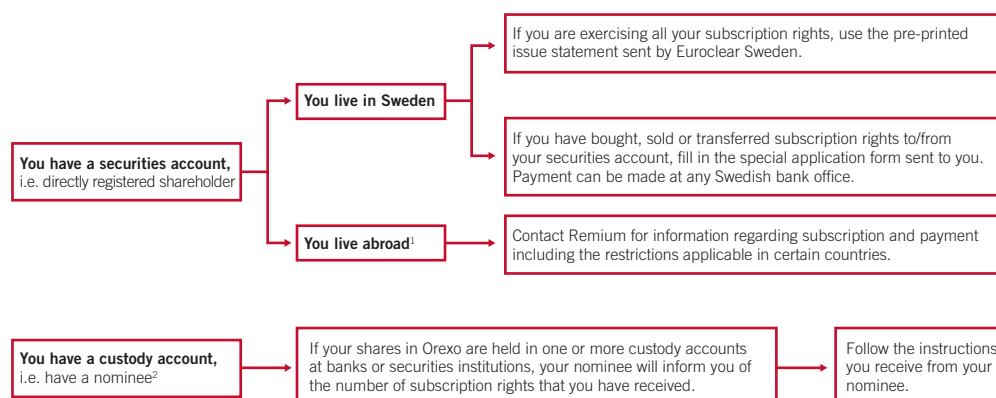 If you are exercising all your subscription rights, use the pre-printed
issue statement sent by Euroclear Sweden.
You live in Sweden
If you have bought, sold or transferred subscription rights to/from
your securities account, fill in the special application form sent to you.
Payment can be made at any Swedish bank office.
You have a securities account,
i.e. directly registered shareholder
You live abroad¹
Contact Remium for information regarding subscription and payment
including the restrictions applicable in certain countries.
You have a custody account,
i.e. have a nominee²
If your shares in Orexo are held in one or more custody accounts
at banks or securities institutions, your nominee will inform you of
the number of subscription rights that you have received.
Follow the instructions
you receive from your
nominee.